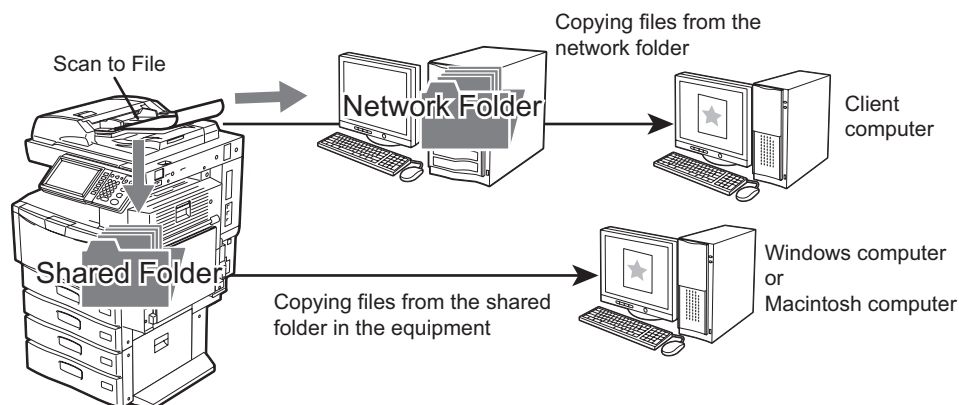 Copying files from the
network folder
Scan to File
Network Folder
Client
computer
Shared Folder
Copying files from the shared
folder in the equipment
Windows computer
or
Macintosh computer